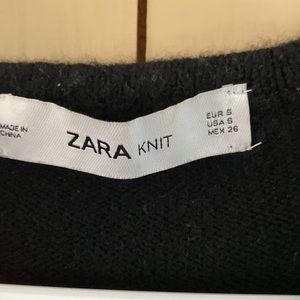 MADE IN
CHINA
ZARA KNIT
EUR S
USA S
MEX 26